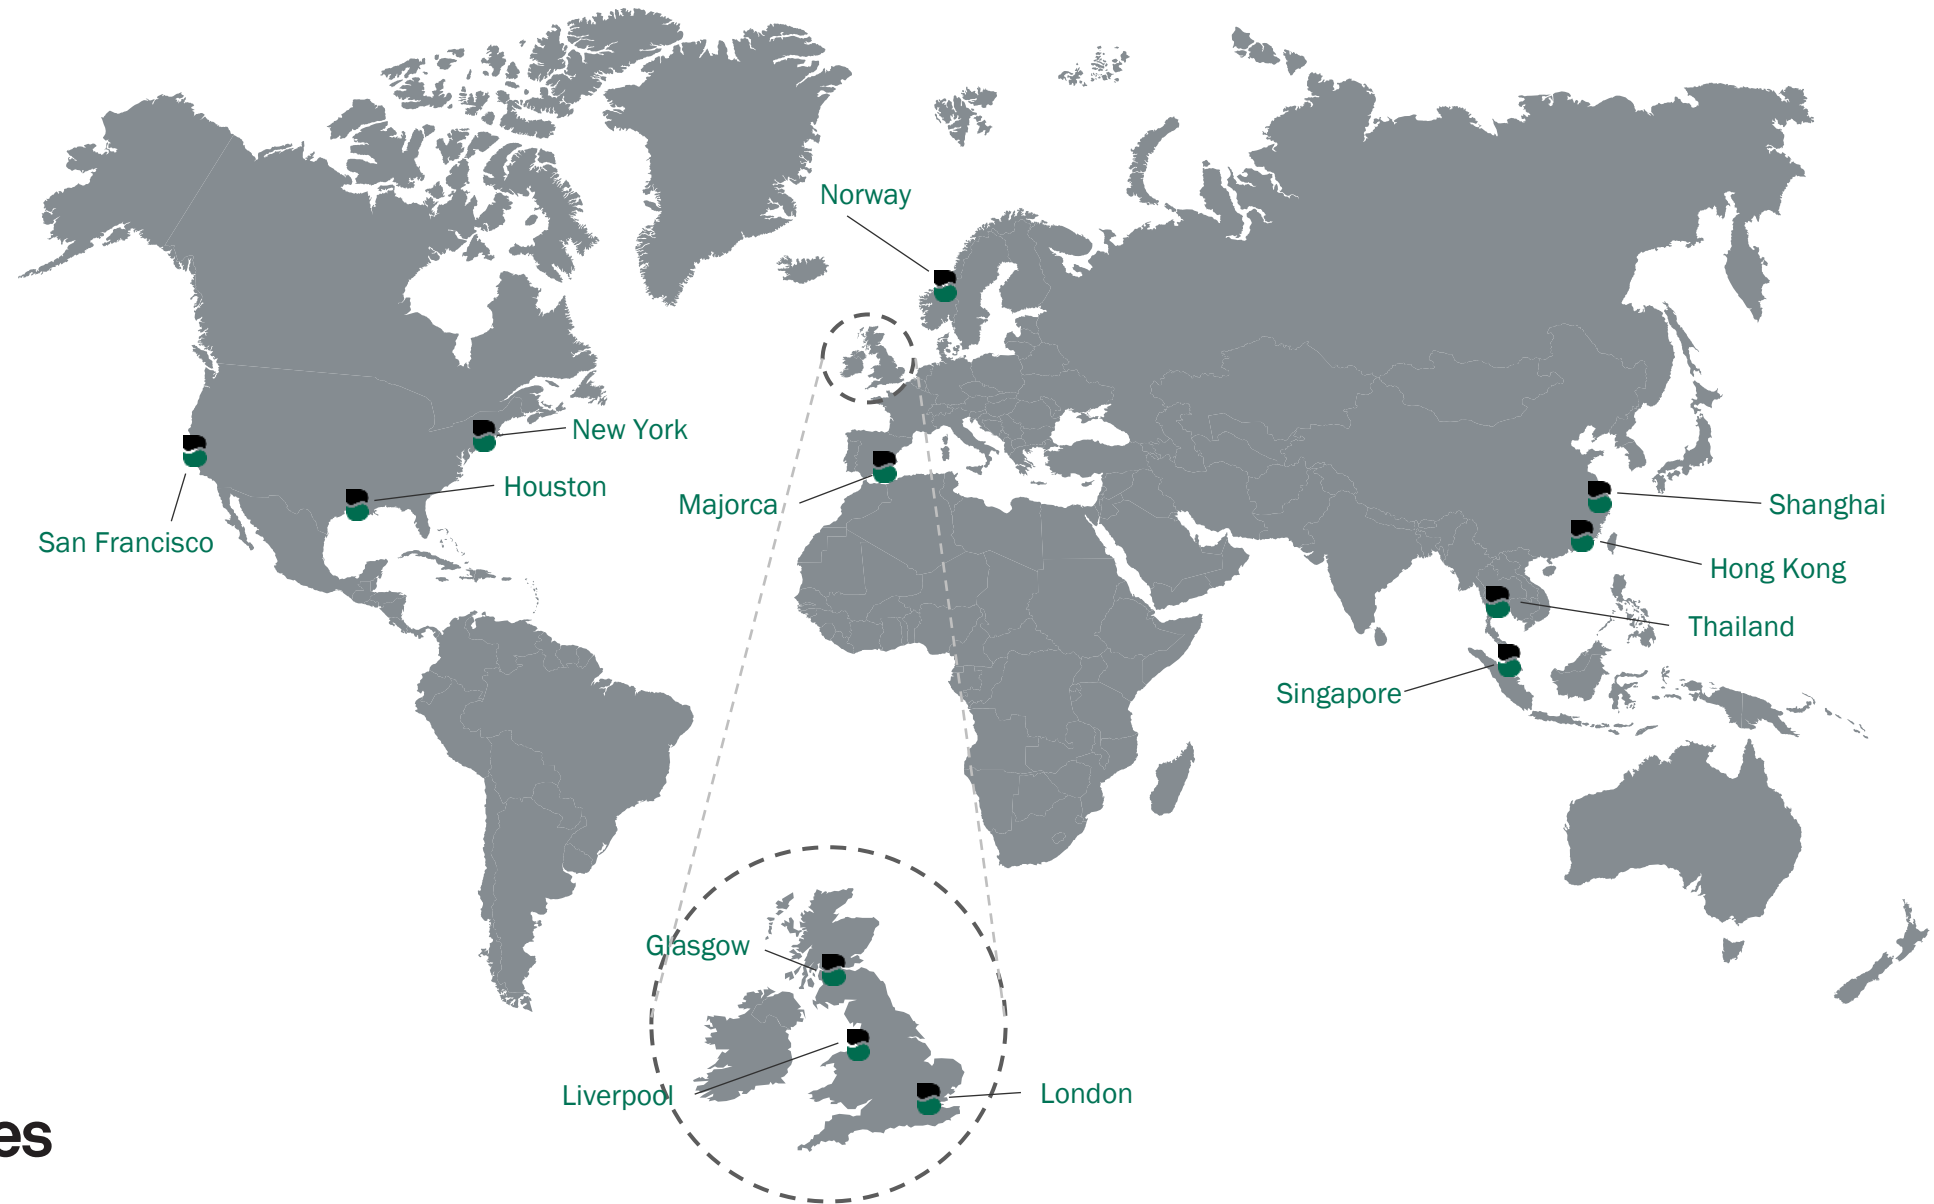 Norway
New York
Houston
San Francisco
Majorca
Shanghai
Hong Kong
Thailand
Singapore
Glasgow
Liverpool
London
es